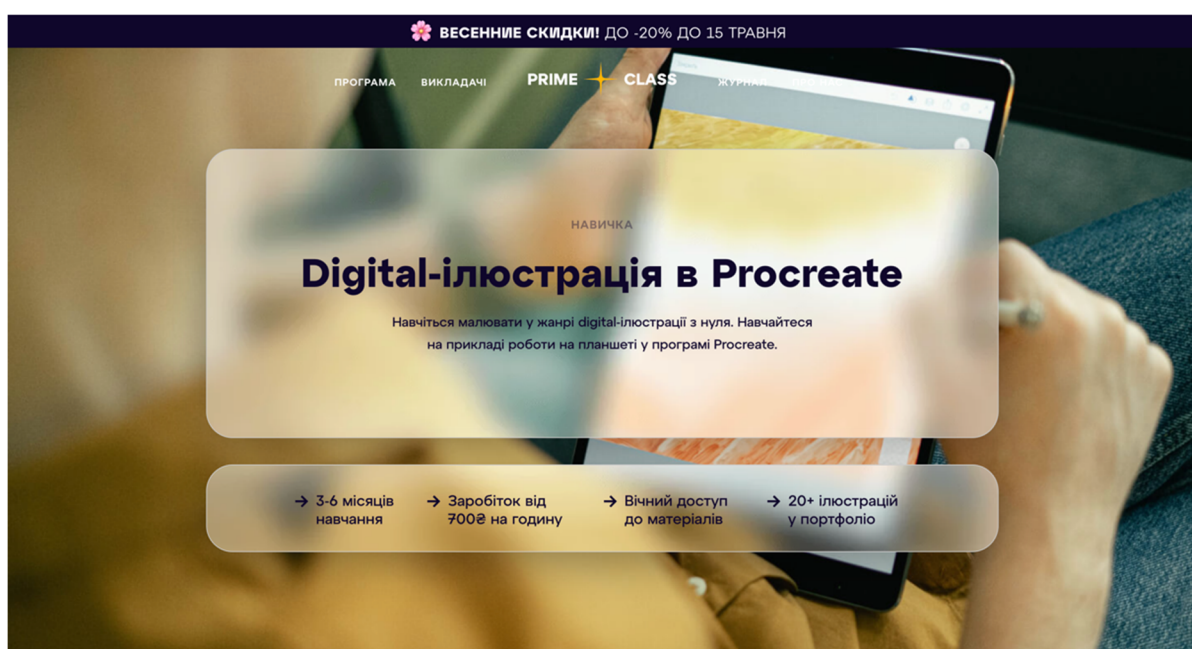 🌸 ВЕСЕННИЕ СКИДКИ! ДО -20% ДО 15 ТРАВНЯ
ПРОГРАМА ВИКЛАДАЧІ PRIME CLASS ЖУРНАЛ
НАВИЧКА
Digital-ілюстрація в Procreate
Навчіться малювати у жанрі digital-ілюстрації з нуля. Навчайтеся
на прикладі роботи на планшеті у програмі Procreate.
→ 3-6 місяців
навчання
→ Заробіток від
700₴ на годину
→ Вічний доступ
до матеріалів
→ 20+ ілюстрацій
у портфоліо